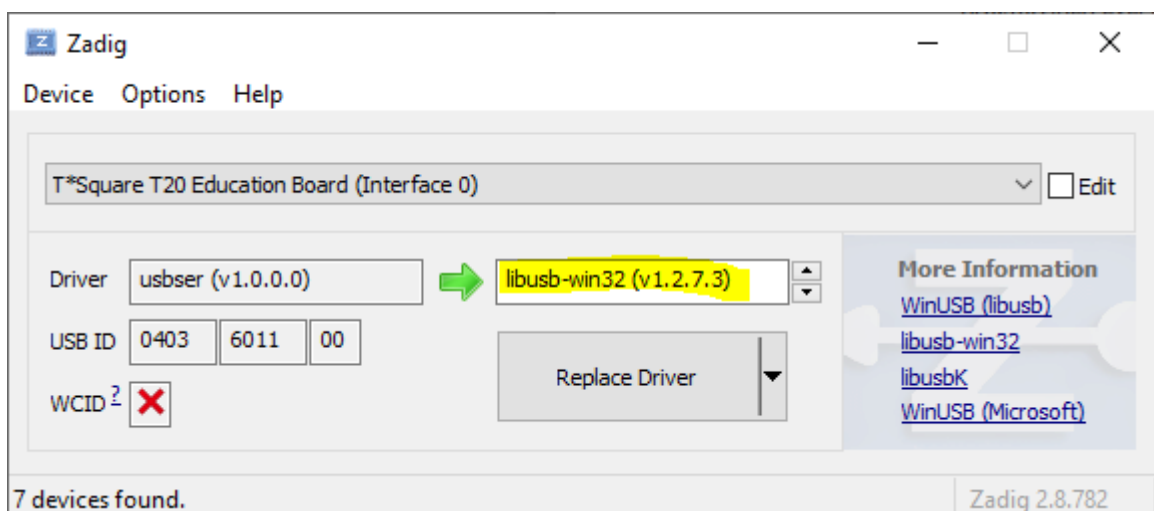 Zadig
Device Options Help
T*Square T20 Education Board (Interface 0)
Edit
Driver usbser (v1.0.0.0) libusb-win32 (v1.2.7.3)
USB ID 0403 6011 00
WCID ?
Replace Driver
More Information
WinUSB (libusb)
libusb-win32
libusbK
WinUSB (Microsoft)
7 devices found.
Zadig 2.8.782